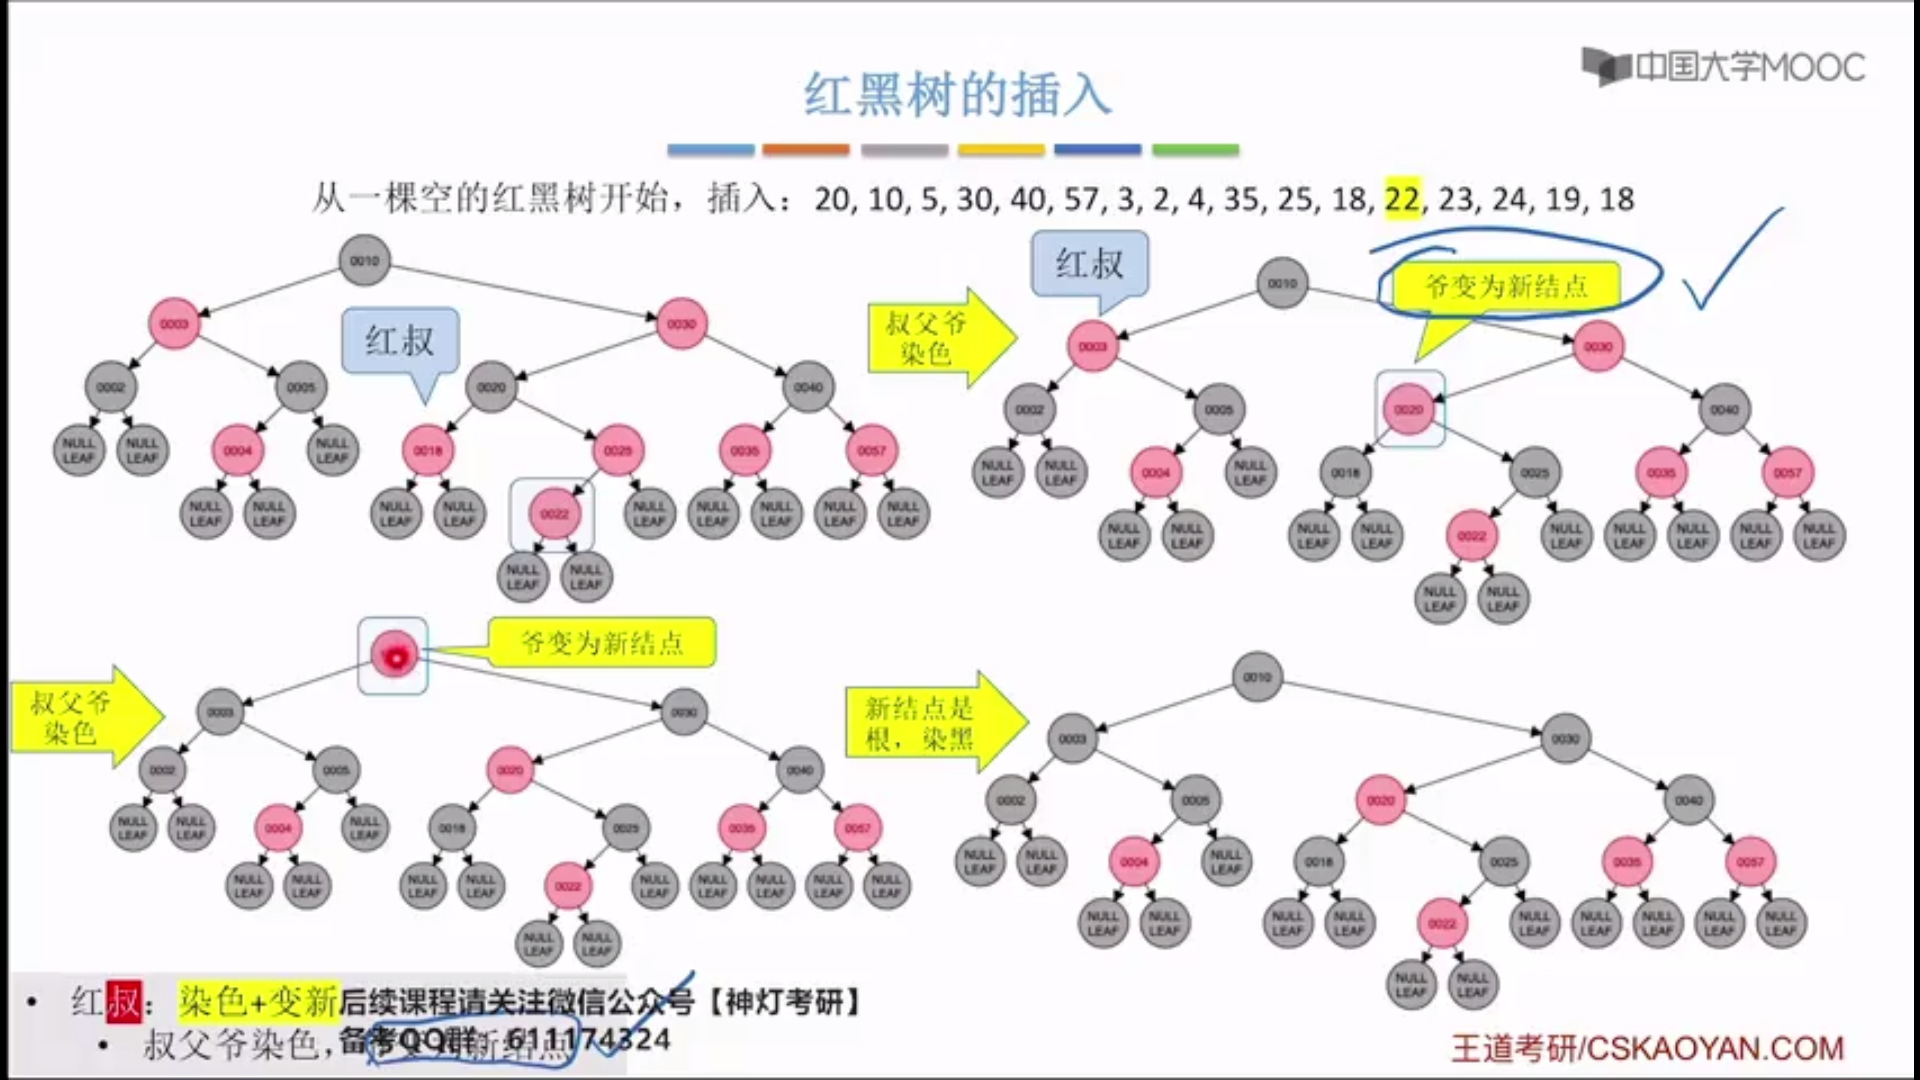 中国大学MOOC
红黑树的插入
从一棵空的红黑树开始，插入：20, 10, 5, 30, 40, 57, 3, 2, 4, 35, 25, 18, 22, 23, 24, 19, 18
0010
0003
0030
红叔
0002
0005
0020
0040
NULL LEAF
NULL LEAF
0004
NULL LEAF
0018
0025
0035
0057
NULL LEAF
NULL LEAF
NULL LEAF
NULL LEAF
0022
NULL LEAF
NULL LEAF
NULL LEAF
NULL LEAF
NULL LEAF
NULL LEAF
NULL LEAF
叔父爷
染色
红叔
0010
爷变为新结点
0003
0030
0002
0005
0020
0040
NULL LEAF
NULL LEAF
0004
NULL LEAF
0018
0025
0035
0057
NULL LEAF
NULL LEAF
NULL LEAF
NULL LEAF
0022
NULL LEAF
NULL LEAF
NULL LEAF
NULL LEAF
NULL LEAF
NULL LEAF
NULL LEAF
叔父爷
染色
爷变为新结点
0003
0030
0002
0005
0020
0040
NULL LEAF
NULL LEAF
0004
NULL LEAF
0018
0025
0035
0057
NULL LEAF
NULL LEAF
NULL LEAF
NULL LEAF
0022
NULL LEAF
NULL LEAF
NULL LEAF
NULL LEAF
NULL LEAF
NULL LEAF
NULL LEAF
新结点是
根，染黑
0010
0003
0030
0002
0005
0020
0040
NULL LEAF
NULL LEAF
0004
NULL LEAF
0018
0025
0035
0057
NULL LEAF
NULL LEAF
NULL LEAF
NULL LEAF
0022
NULL LEAF
NULL LEAF
NULL LEAF
NULL LEAF
NULL LEAF
NULL LEAF
NULL LEAF
• 红叔：染色+变新
后续课程请关注微信公众号【神灯考研】
• 叔父爷染色，
备考QQ群：611174324
王道考研/CSKAOYAN.COM